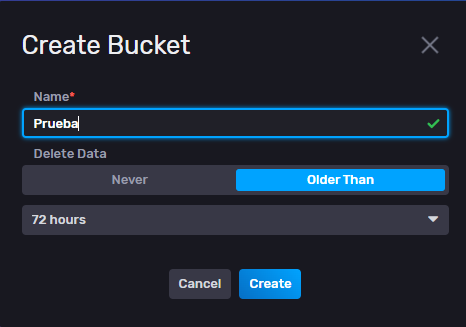 Create Bucket
Name*
Prueba
Delete Data
Never Older Than
72 hours
Cancel Create